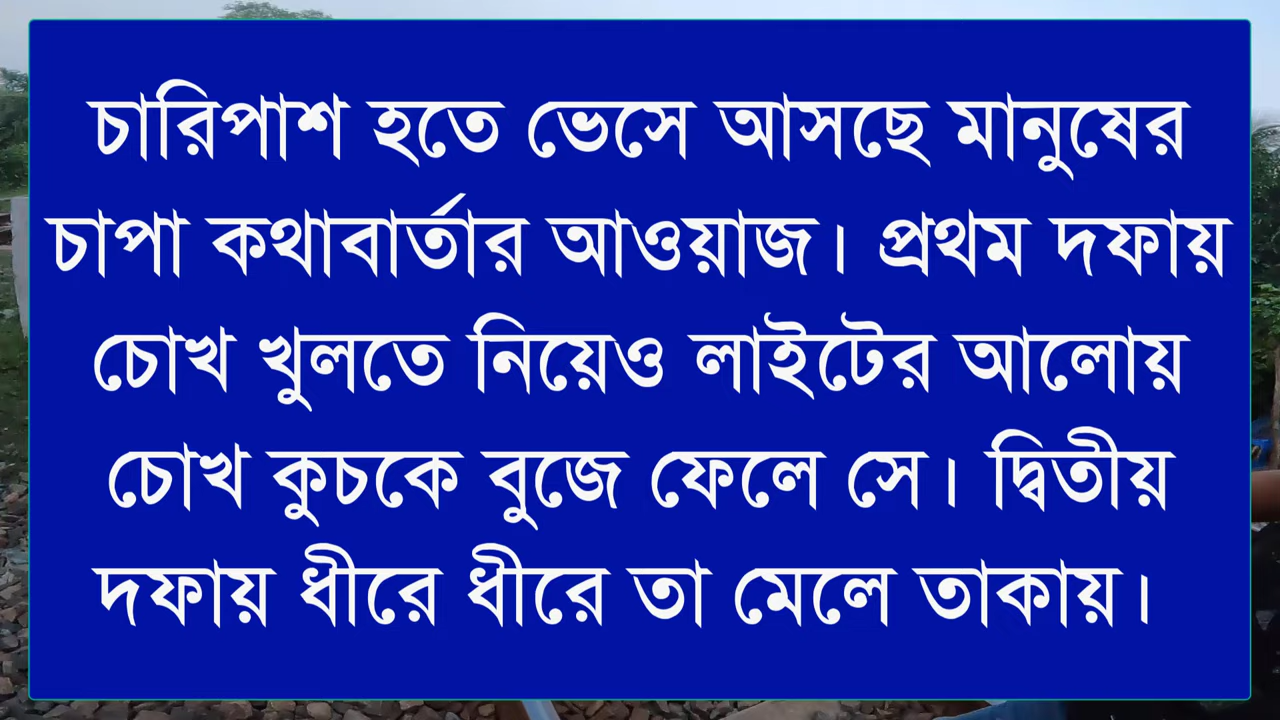 চারিপাশ হতে ভেসে আসছে মানুষের
চাপা কথাবার্তার আওয়াজ। প্রথম দফায়
চোখ খুলতে নিয়েও লাইটের আলোয়
চোখ কুচকে বুজে ফেলে সে। দ্বিতীয়
দফায় ধীরে ধীরে তা মেলে তাকায়।